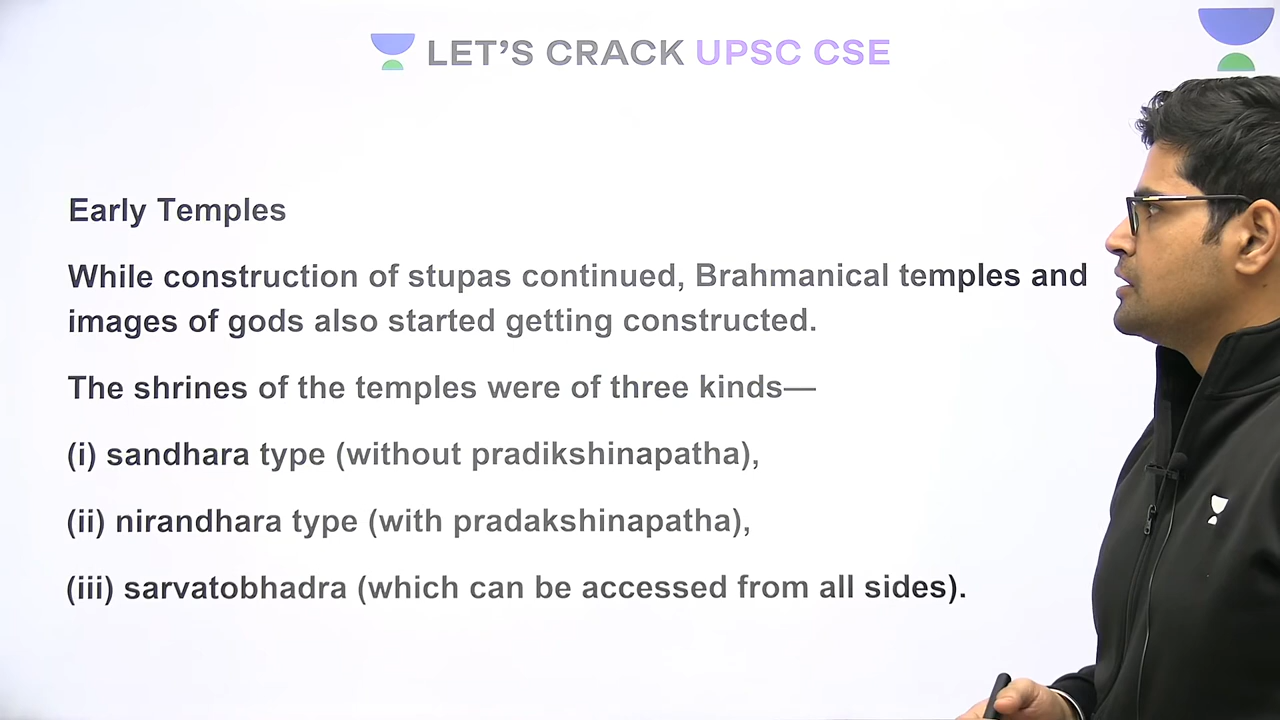 LET'S CRACK UPSC CSE
Early Temples
While construction of stupas continued, Brahmanical temples and
images of gods also started getting constructed.
The shrines of the temples were of three kinds—
(i) sandhara type (without pradikshinapatha),
(ii) nirandhara type (with pradakshinapatha),
(iii) sarvatobhadra (which can be accessed from all sides).